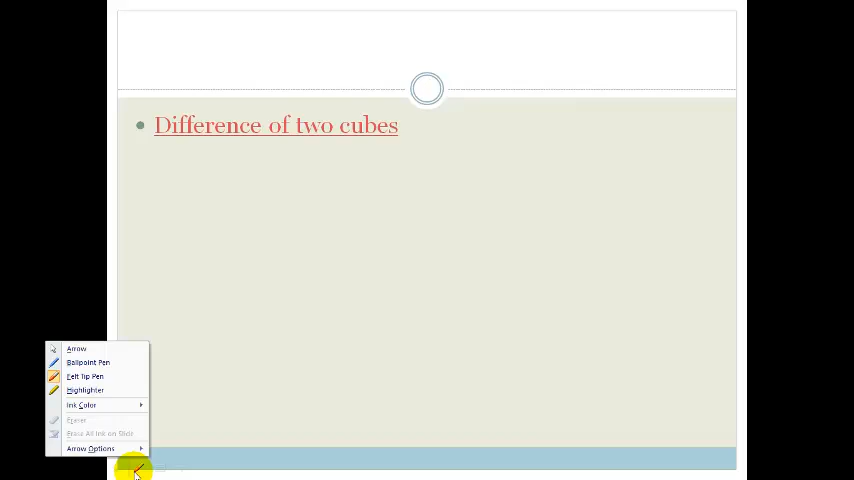 Difference of two cubes
Arrow
Ballpoint Pen
Felt Tip Pen
Highlighter
Ink Color
Eraser
Erase All Ink on Slide
Arrow Options